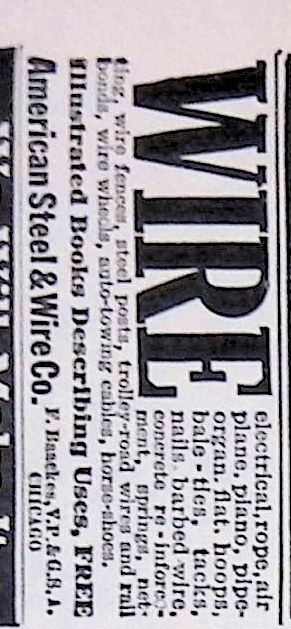 WIRE
electrical, rope, air
plane, piano, pipe-
organ, flat, hoops,
bale-ties, tacks,
nails, barbed-wire,
concrete re-inforce-
ment, springs, net-
ting, wire fences, steel posts, trolley-road wires and rail
bonds, wire wheels, auto-towing cables, horse-shoes.
Illustrated Books Describing Uses, FREE
American Steel & Wire Co.
F. Baackes, V.P. & G.S.A.
CHICAGO